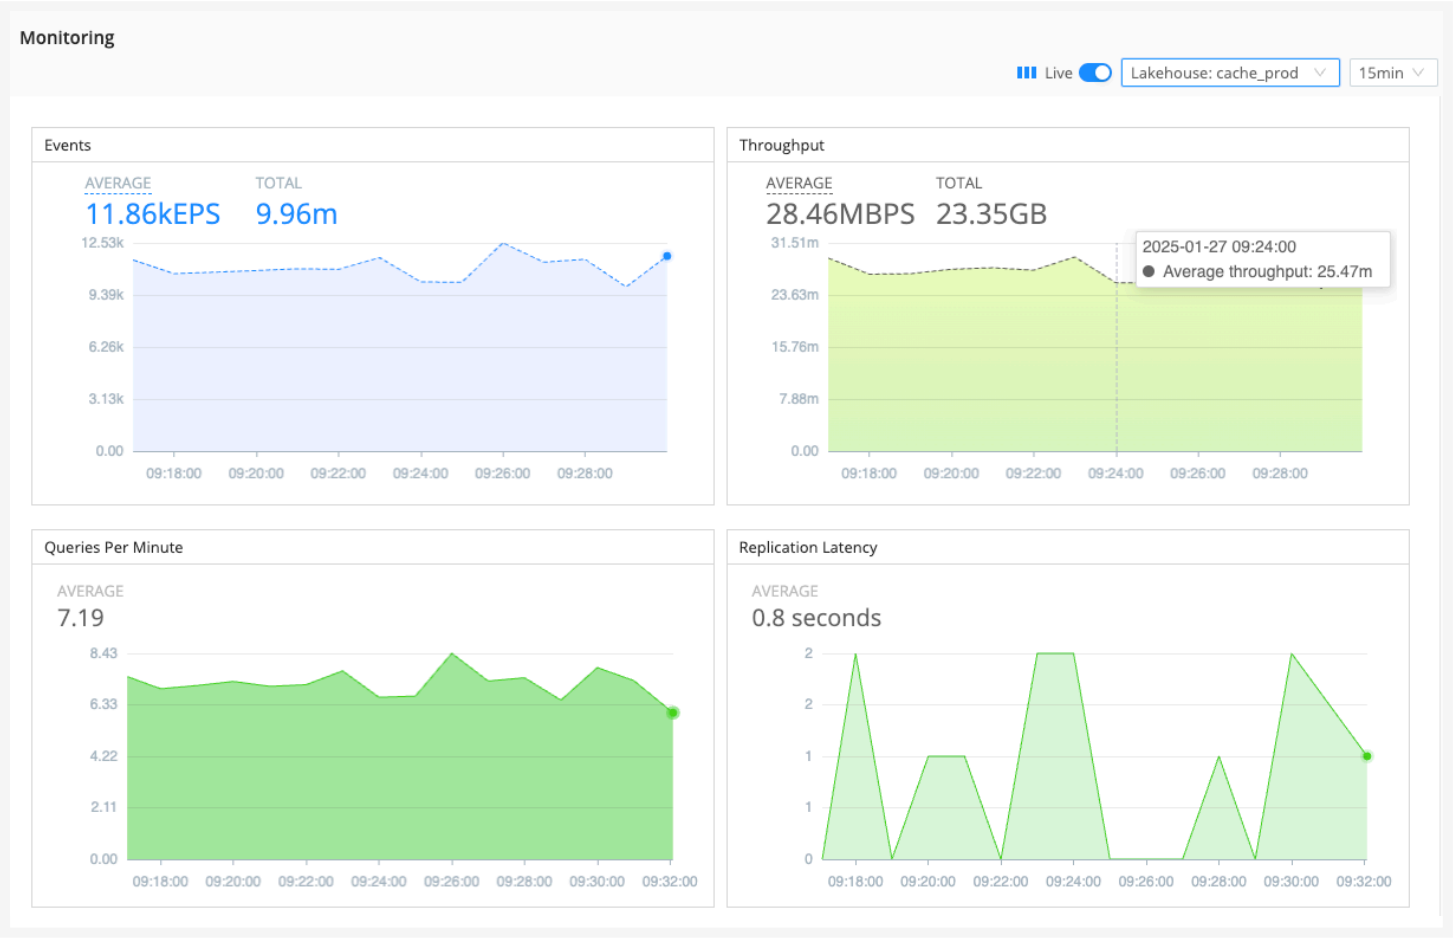 Monitoring
Live
Lakehouse: cache_prod
15min
Events
AVERAGE TOTAL
11.86kEPS 9.96m
12.53k
9.39k
6.26k
3.13k
0.00
09:18:00 09:20:00 09:22:00 09:24:00 09:26:00 09:28:00
Throughput
AVERAGE TOTAL
28.46MBPS 23.35GB
31.51m
23.63m
15.76m
7.88m
0.00
2025-01-27 09:24:00
Average throughput: 25.47m
09:18:00 09:20:00 09:22:00 09:24:00 09:26:00 09:28:00
Queries Per Minute
AVERAGE
7.19
8.43
6.33
4.22
2.11
0.00
09:18:00 09:20:00 09:22:00 09:24:00 09:26:00 09:28:00 09:30:00 09:32:00
Replication Latency
AVERAGE
0.8 seconds
2
2
1
1
0
09:18:00 09:20:00 09:22:00 09:24:00 09:26:00 09:28:00 09:30:00 09:32:00